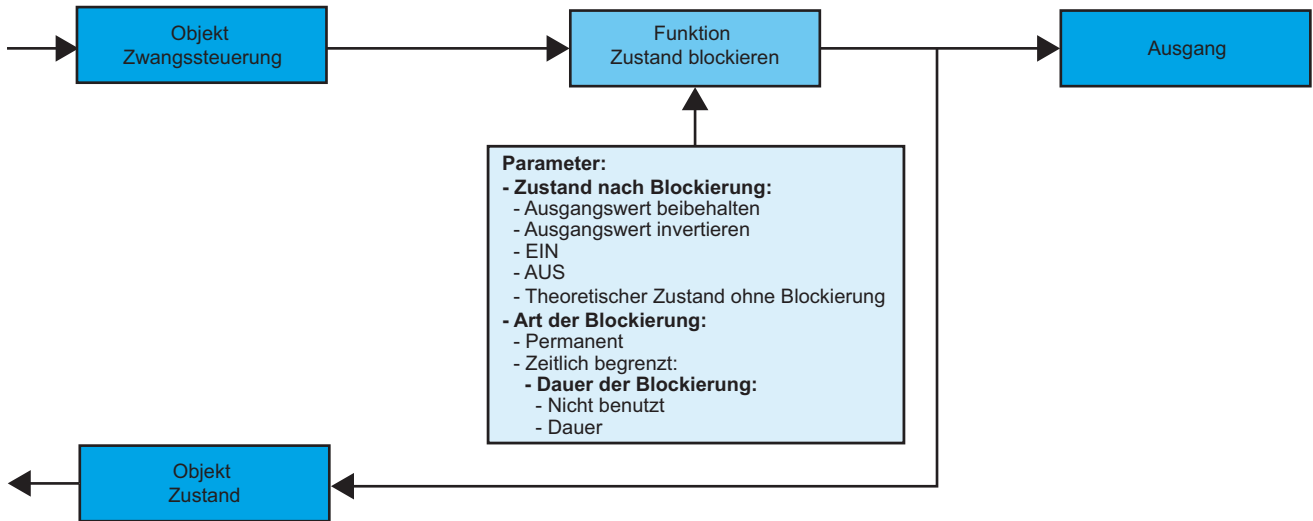 Objekt
Zwangssteuerung
Funktion
Zustand blockieren
Ausgang
Parameter:
- Zustand nach Blockierung:
- Ausgangswert beibehalten
- Ausgangswert invertieren
- EIN
- AUS
- Theoretischer Zustand ohne Blockierung
- Art der Blockierung:
- Permanent
- Zeitlich begrenzt:
- Dauer der Blockierung:
- Nicht benutzt
- Dauer
Objekt
Zustand